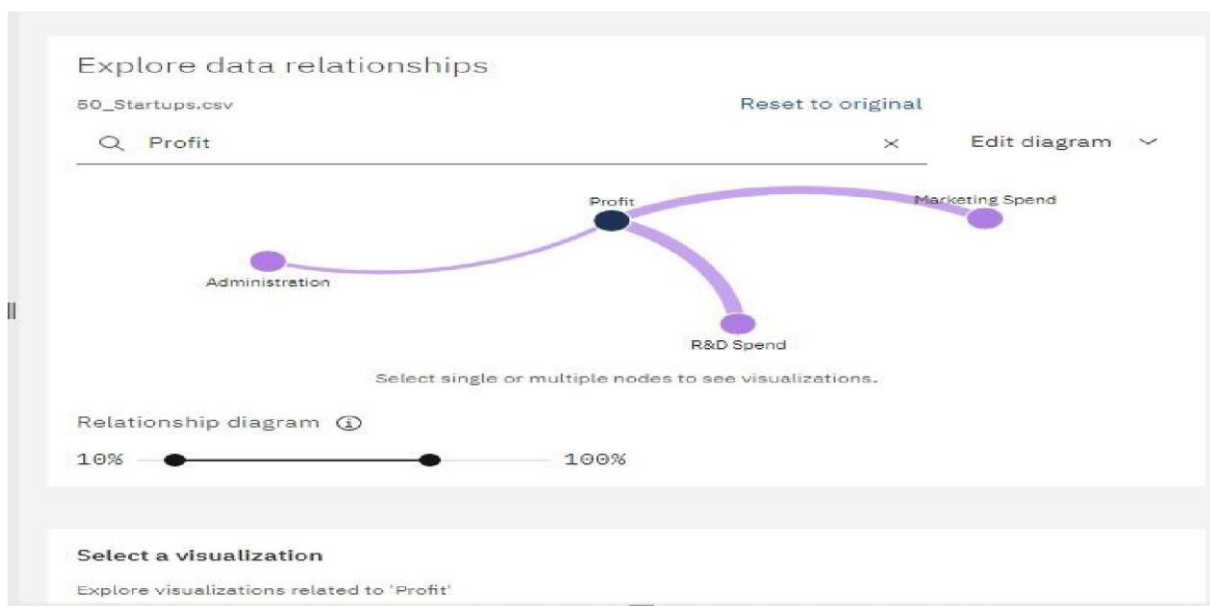 Explore data relationships
50_Startups.csv
Reset to original
Profit
Edit diagram
Profit
Marketing Spend
Administration
R&D Spend
Select single or multiple nodes to see visualizations.
Relationship diagram
10%
100%
Select a visualization
Explore visualizations related to 'Profit'